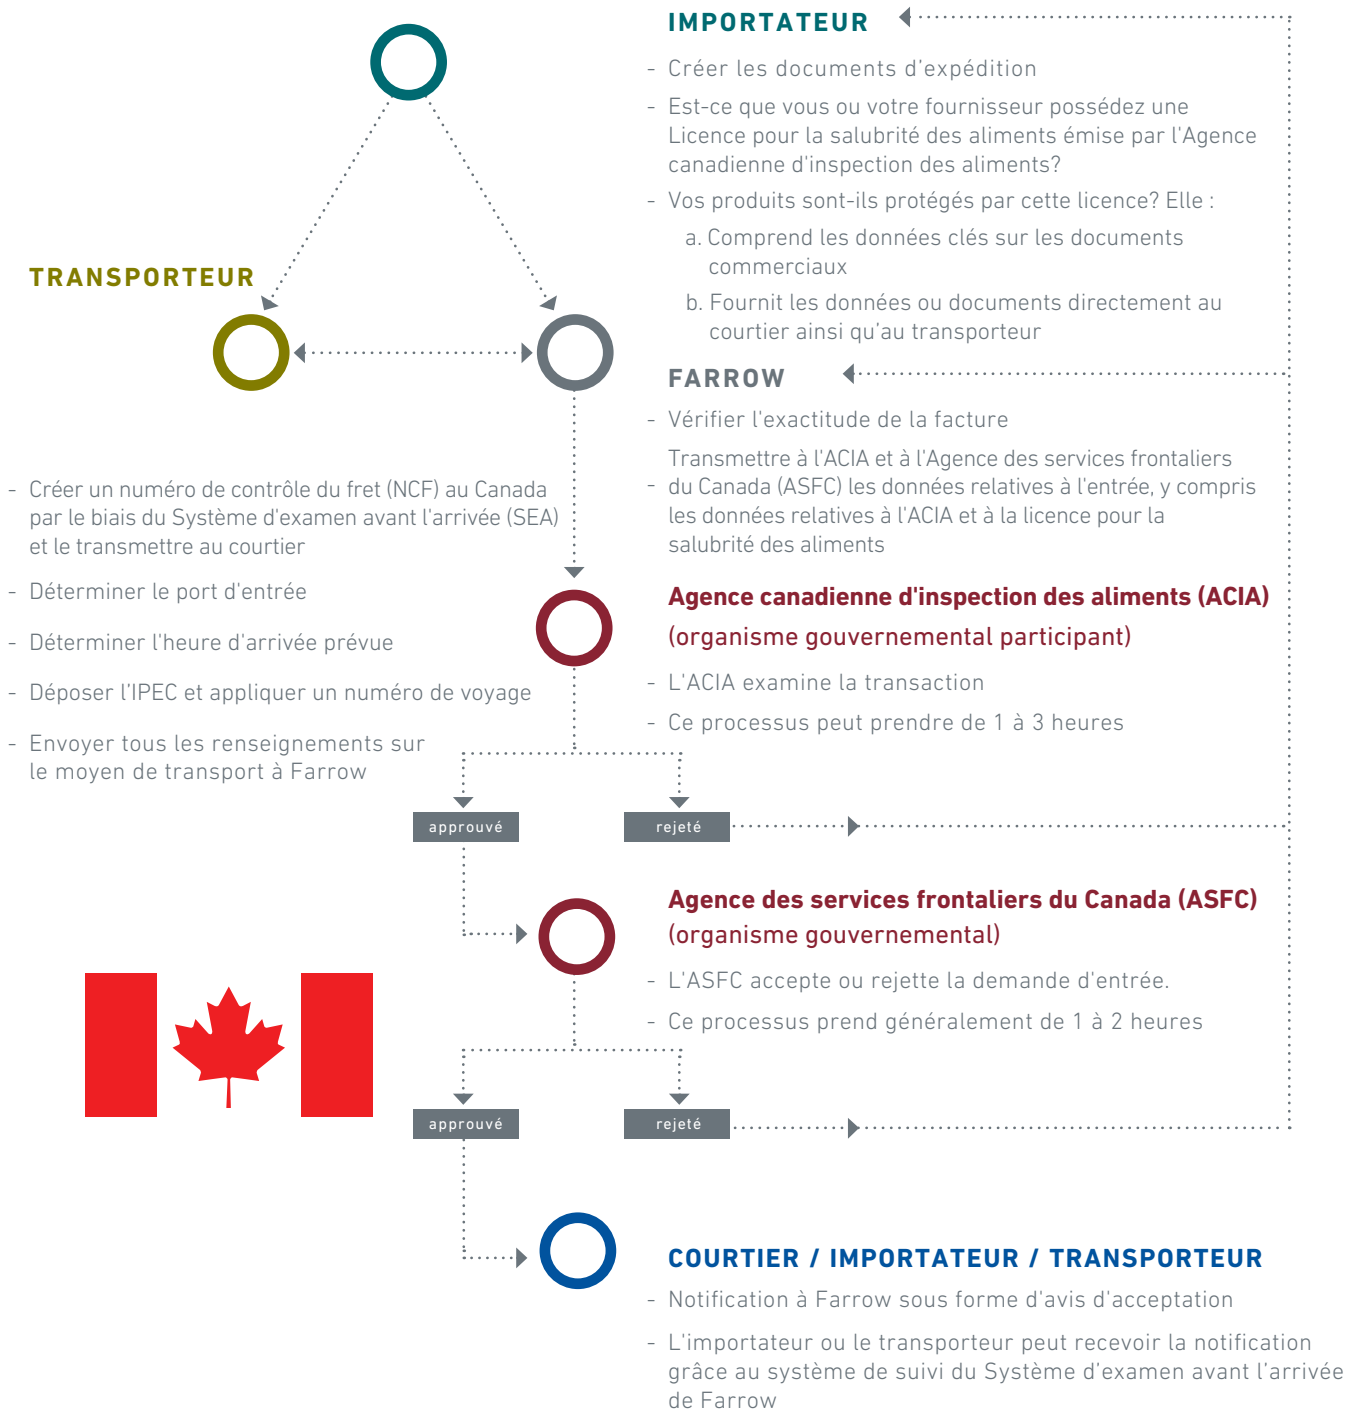 IMPORTATEUR
- Créer les documents d’expédition
- Est-ce que vous ou votre fournisseur possédez une
Licence pour la salubrité des aliments émise par l'Agence
canadienne d'inspection des aliments?
- Vos produits sont-ils protégés par cette licence? Elle :
a. Comprend les données clés sur les documents
commerciaux
b. Fournit les données ou documents directement au
courtier ainsi qu’au transporteur
TRANSPORTEUR
- Créer un numéro de contrôle du fret (NCF) au Canada
par le biais du Système d'examen avant l'arrivée (SEA)
et le transmettre au courtier
- Déterminer le port d'entrée
- Déterminer l'heure d'arrivée prévue
- Déposer l’IPEC et appliquer un numéro de voyage
- Envoyer tous les renseignements sur
le moyen de transport à Farrow
FARROW
- Vérifier l'exactitude de la facture
Transmettre à l'ACIA et à l'Agence des services frontaliers
- du Canada (ASFC) les données relatives à l'entrée, y compris
les données relatives à l'ACIA et à la licence pour la
salubrité des aliments
Agence canadienne d'inspection des aliments (ACIA)
(organisme gouvernemental participant)
- L'ACIA examine la transaction
- Ce processus peut prendre de 1 à 3 heures
approuvé
rejeté
Agence des services frontaliers du Canada (ASFC)
(organisme gouvernemental)
- L'ASFC accepte ou rejette la demande d'entrée.
- Ce processus prend généralement de 1 à 2 heures
approuvé
rejeté
COURTIER / IMPORTATEUR / TRANSPORTEUR
- Notification à Farrow sous forme d'avis d'acceptation
- L'importateur ou le transporteur peut recevoir la notification
grâce au système de suivi du Système d’examen avant l’arrivée
de Farrow